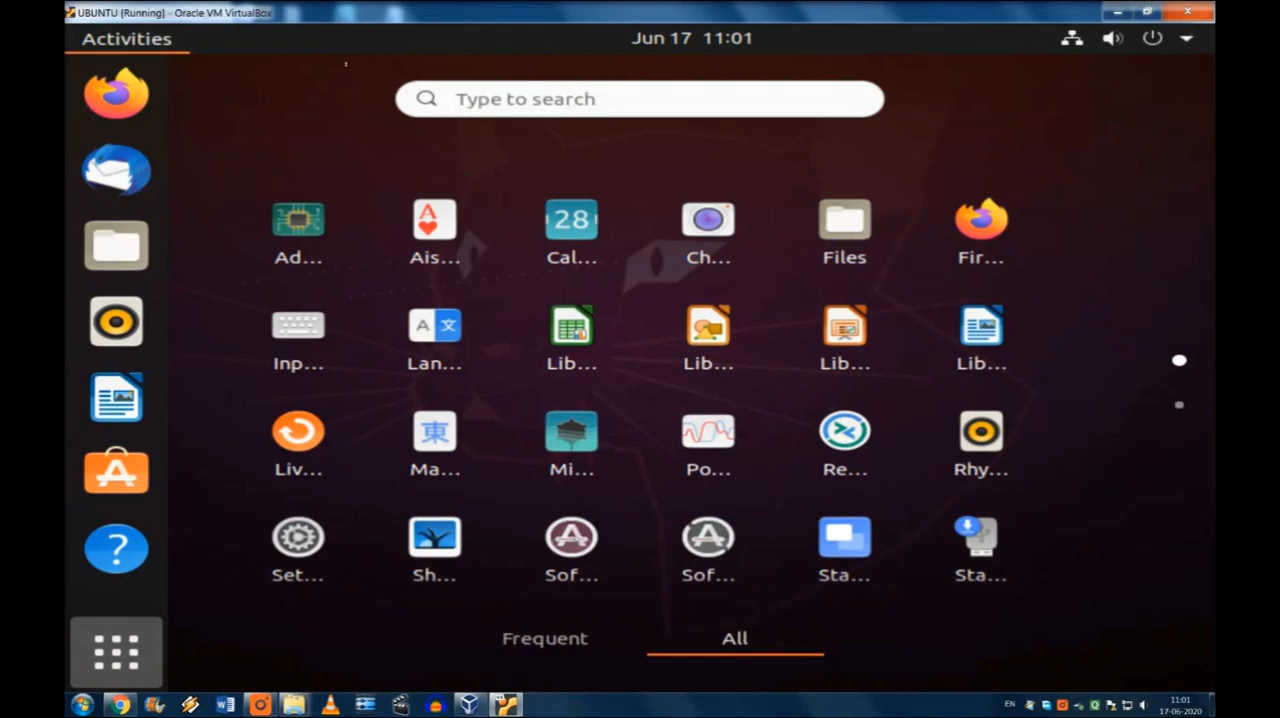 UBUNTU [Running] - Oracle VM VirtualBox
Activities
Jun 17 11:01
Type to search
28
Ad... Ais... Cal... Ch... Files Fir...
A 文
Inp... Lan... Lib... Lib... Lib... Lib...
東
Liv... Ma... Mi... Po... Re... Rhy...
Set... Sh... Sof... Sof... Sta... Sta...
Frequent All
EN
11:01
17-06-2020